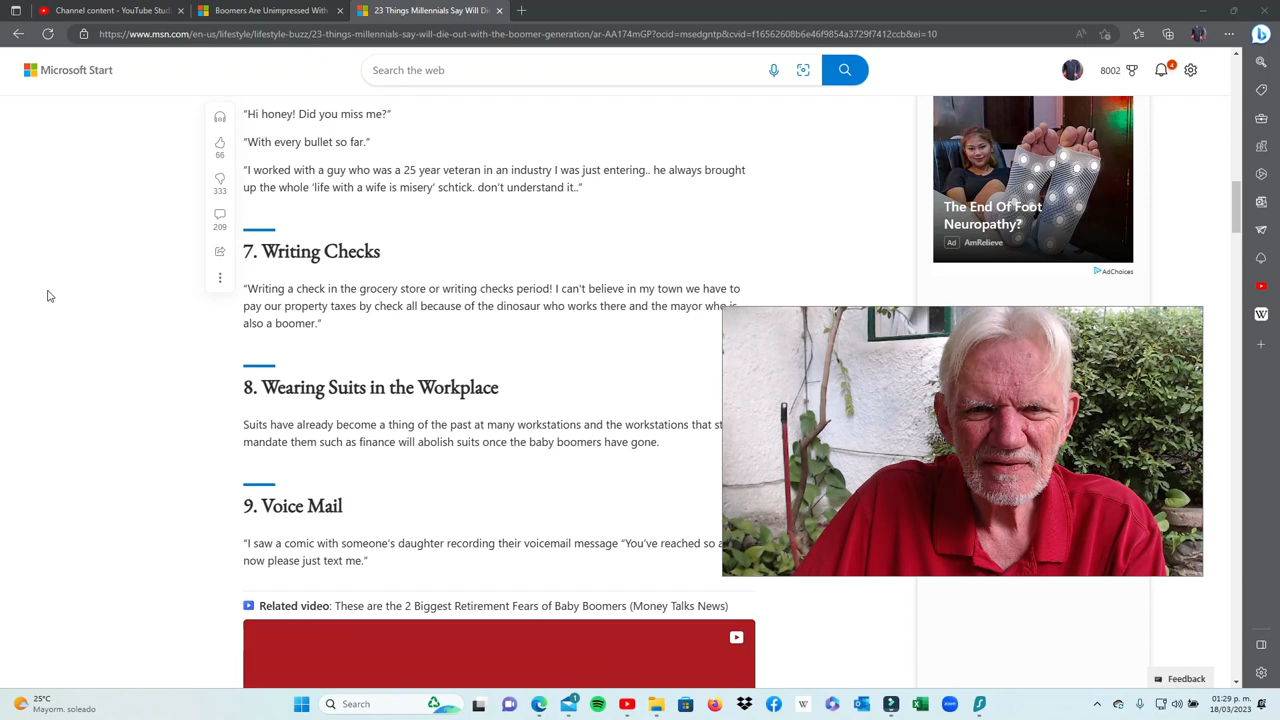 Channel content - YouTube Stud
Boomers Are Unimpressed With
23 Things Millennials Say Will Di
https://www.msn.com/en-us/lifestyle/lifestyle-buzz/23-things-millennials-say-will-die-out-with-the-boomer-generation/ar-AA174mGP?ocid=msedgntp&cvid=f16562608b6e46f9854a3729f7412ccb&ei=10
Microsoft Start
Search the web
8002
4
“Hi honey! Did you miss me?”
“With every bullet so far.”
“I worked with a guy who was a 25 year veteran in an industry I was just entering.. he always brought
up the whole ‘life with a wife is misery’ schtick. don’t understand it..”
66
333
209
7. Writing Checks
“Writing a check in the grocery store or writing checks period! I can't believe in my town we have to
pay our property taxes by check all because of the dinosaur who works there and the mayor who is
also a boomer.”
8. Wearing Suits in the Workplace
Suits have already become a thing of the past at many workstations and the workstations that st
mandate them such as finance will abolish suits once the baby boomers have gone.
9. Voice Mail
“I saw a comic with someone’s daughter recording their voicemail message “You’ve reached so a
now please just text me.”
Related video: These are the 2 Biggest Retirement Fears of Baby Boomers (Money Talks News)
The End Of Foot
Neuropathy?
Ad AmRelieve
AdChoices
Feedback
25°C
Mayorm. soleado
Search
1
zoom
01:29 p. m.
18/03/2023